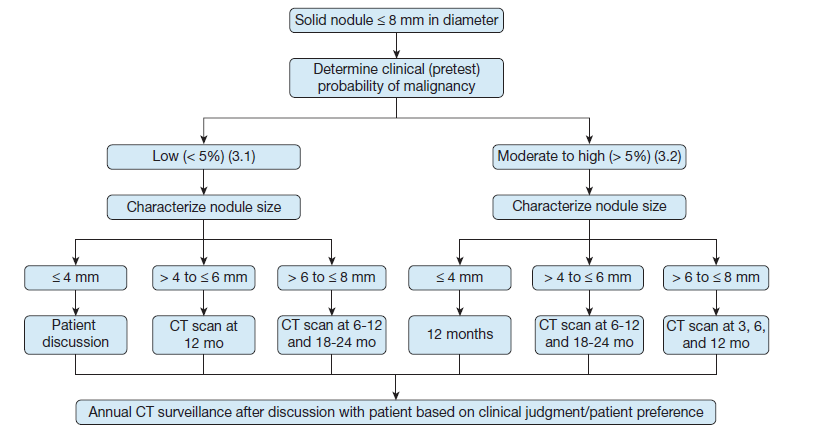 Solid nodule ≤ 8 mm in diameter
Determine clinical (pretest)
probability of malignancy
Low (< 5%) (3.1)
Moderate to high (> 5%) (3.2)
Characterize nodule size
Characterize nodule size
≤ 4 mm
> 4 to ≤ 6 mm
> 6 to ≤ 8 mm
≤ 4 mm
> 4 to ≤ 6 mm
> 6 to ≤ 8 mm
Patient
discussion
CT scan at
12 mo
CT scan at 6-12
and 18-24 mo
12 months
CT scan at 6-12
and 18-24 mo
CT scan at 3, 6,
and 12 mo
Annual CT surveillance after discussion with patient based on clinical judgment/patient preference